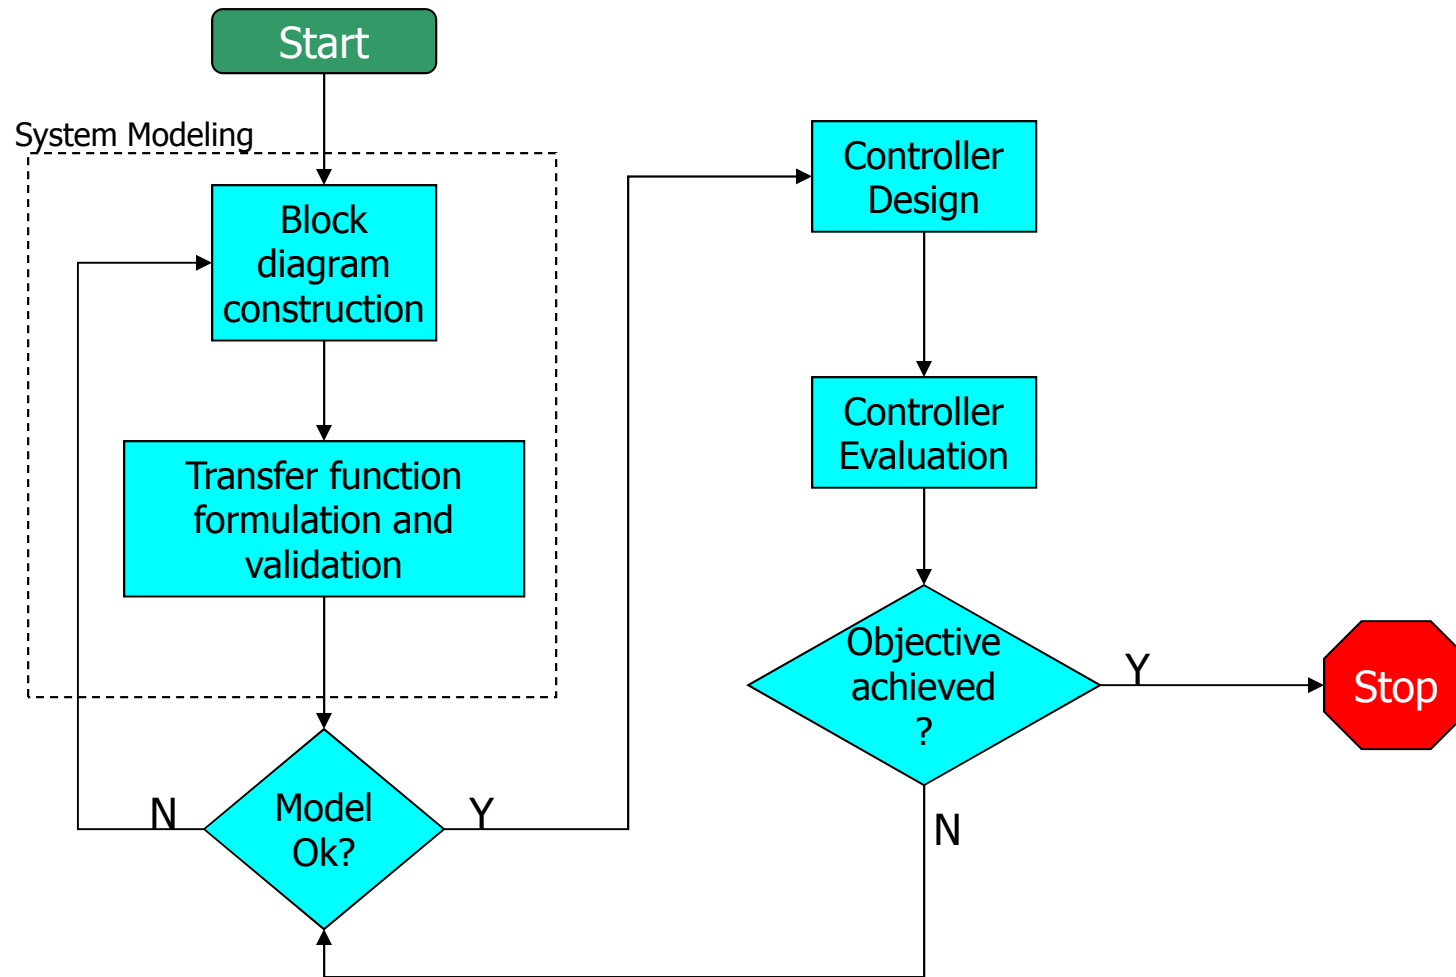 Start
System Modeling
Block
diagram
construction
Transfer function
formulation and
validation
Model
Ok?
N
Y
Controller
Design
Controller
Evaluation
Objective
achieved
?
Y
N
Stop